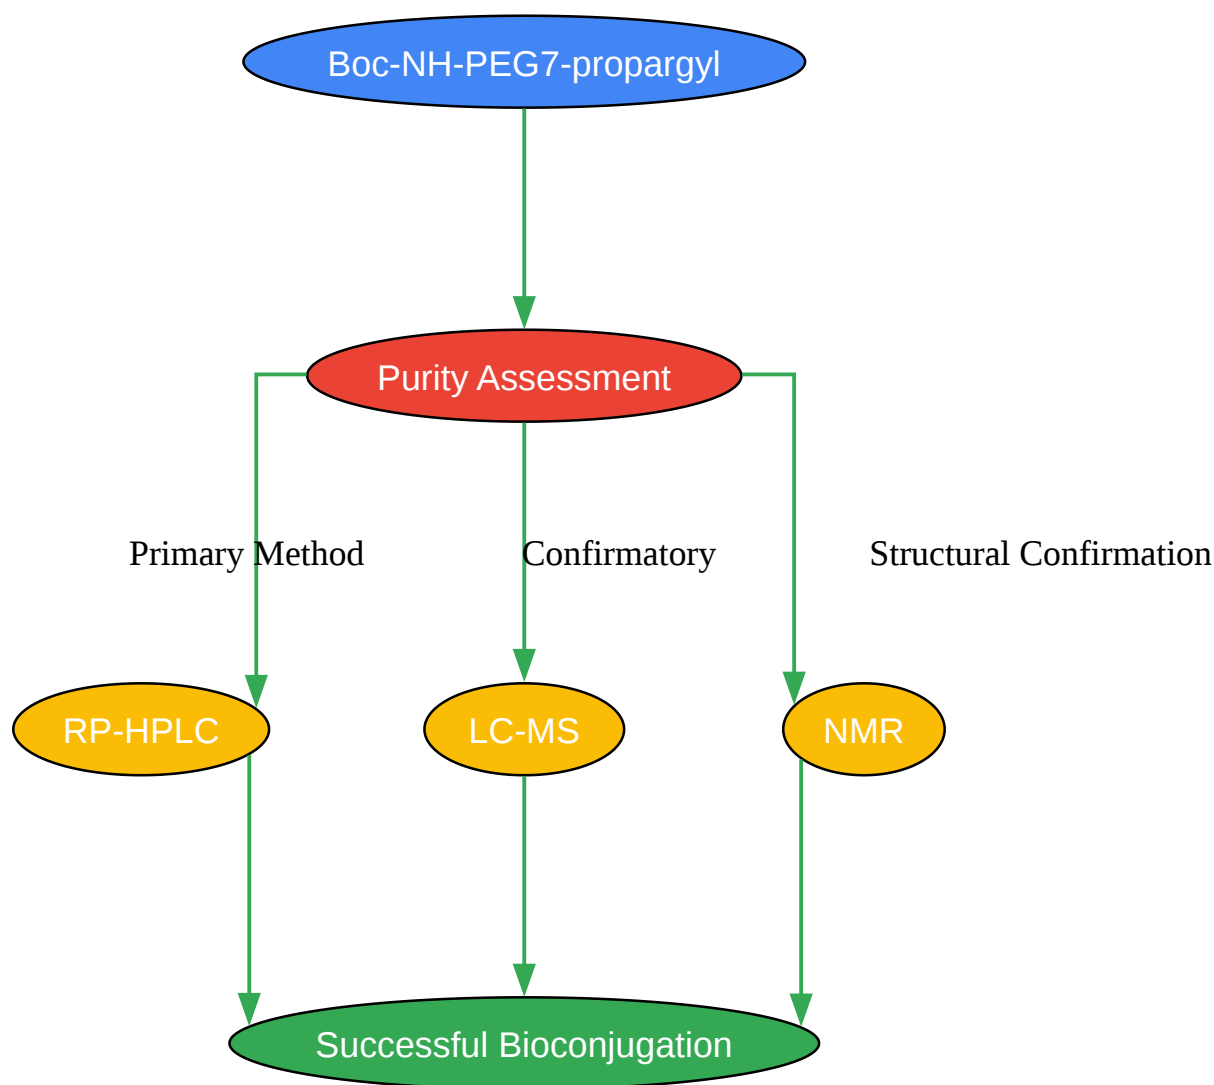 Boc-NH-PEG7-propargyl
Purity Assessment
Primary Method
Confirmatory
Structural Confirmation
RP-HPLC
LC-MS
NMR
Successful Bioconjugation